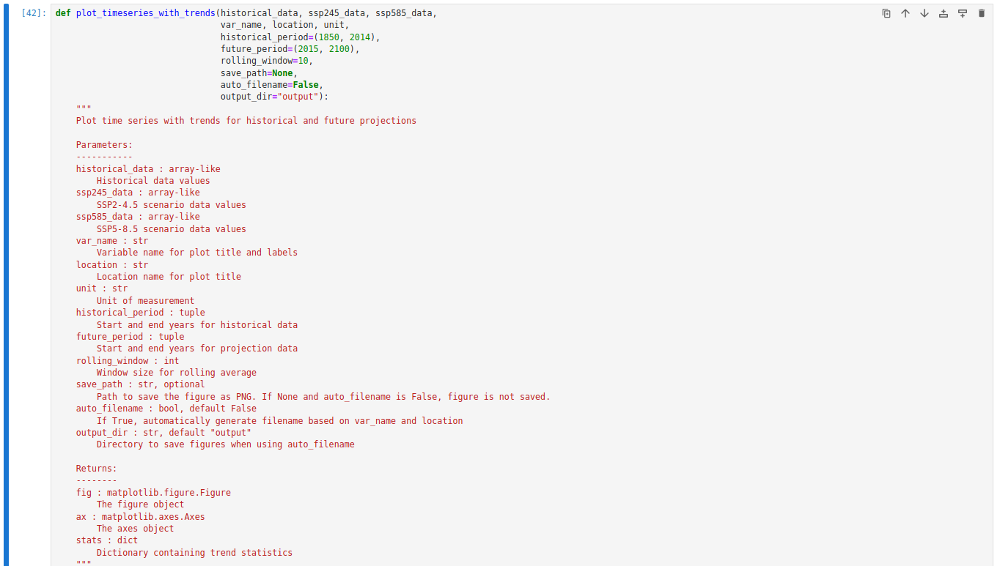 [42]: def plot_timeseries_with_trends(historical_data, ssp245_data, ssp585_data,
                                var_name, location, unit,
                                historical_period=(1850, 2014),
                                future_period=(2015, 2100),
                                rolling_window=10,
                                save_path=None,
                                auto_filename=False,
                                output_dir="output"):
    """
    Plot time series with trends for historical and future projections

    Parameters:
    -----------
    historical_data : array-like
        Historical data values
    ssp245_data : array-like
        SSP2-4.5 scenario data values
    ssp585_data : array-like
        SSP5-8.5 scenario data values
    var_name : str
        Variable name for plot title and labels
    location : str
        Location name for plot title
    unit : str
        Unit of measurement
    historical_period : tuple
        Start and end years for historical data
    future_period : tuple
        Start and end years for projection data
    rolling_window : int
        Window size for rolling average
    save_path : str, optional
        Path to save the figure as PNG. If None and auto_filename is False, figure is not saved.
    auto_filename : bool, default False
        If True, automatically generate filename based on var_name and location
    output_dir : str, default "output"
        Directory to save figures when using auto_filename

    Returns:
    --------
    fig : matplotlib.figure.Figure
        The figure object
    ax : matplotlib.axes.Axes
        The axes object
    stats : dict
        Dictionary containing trend statistics
    """